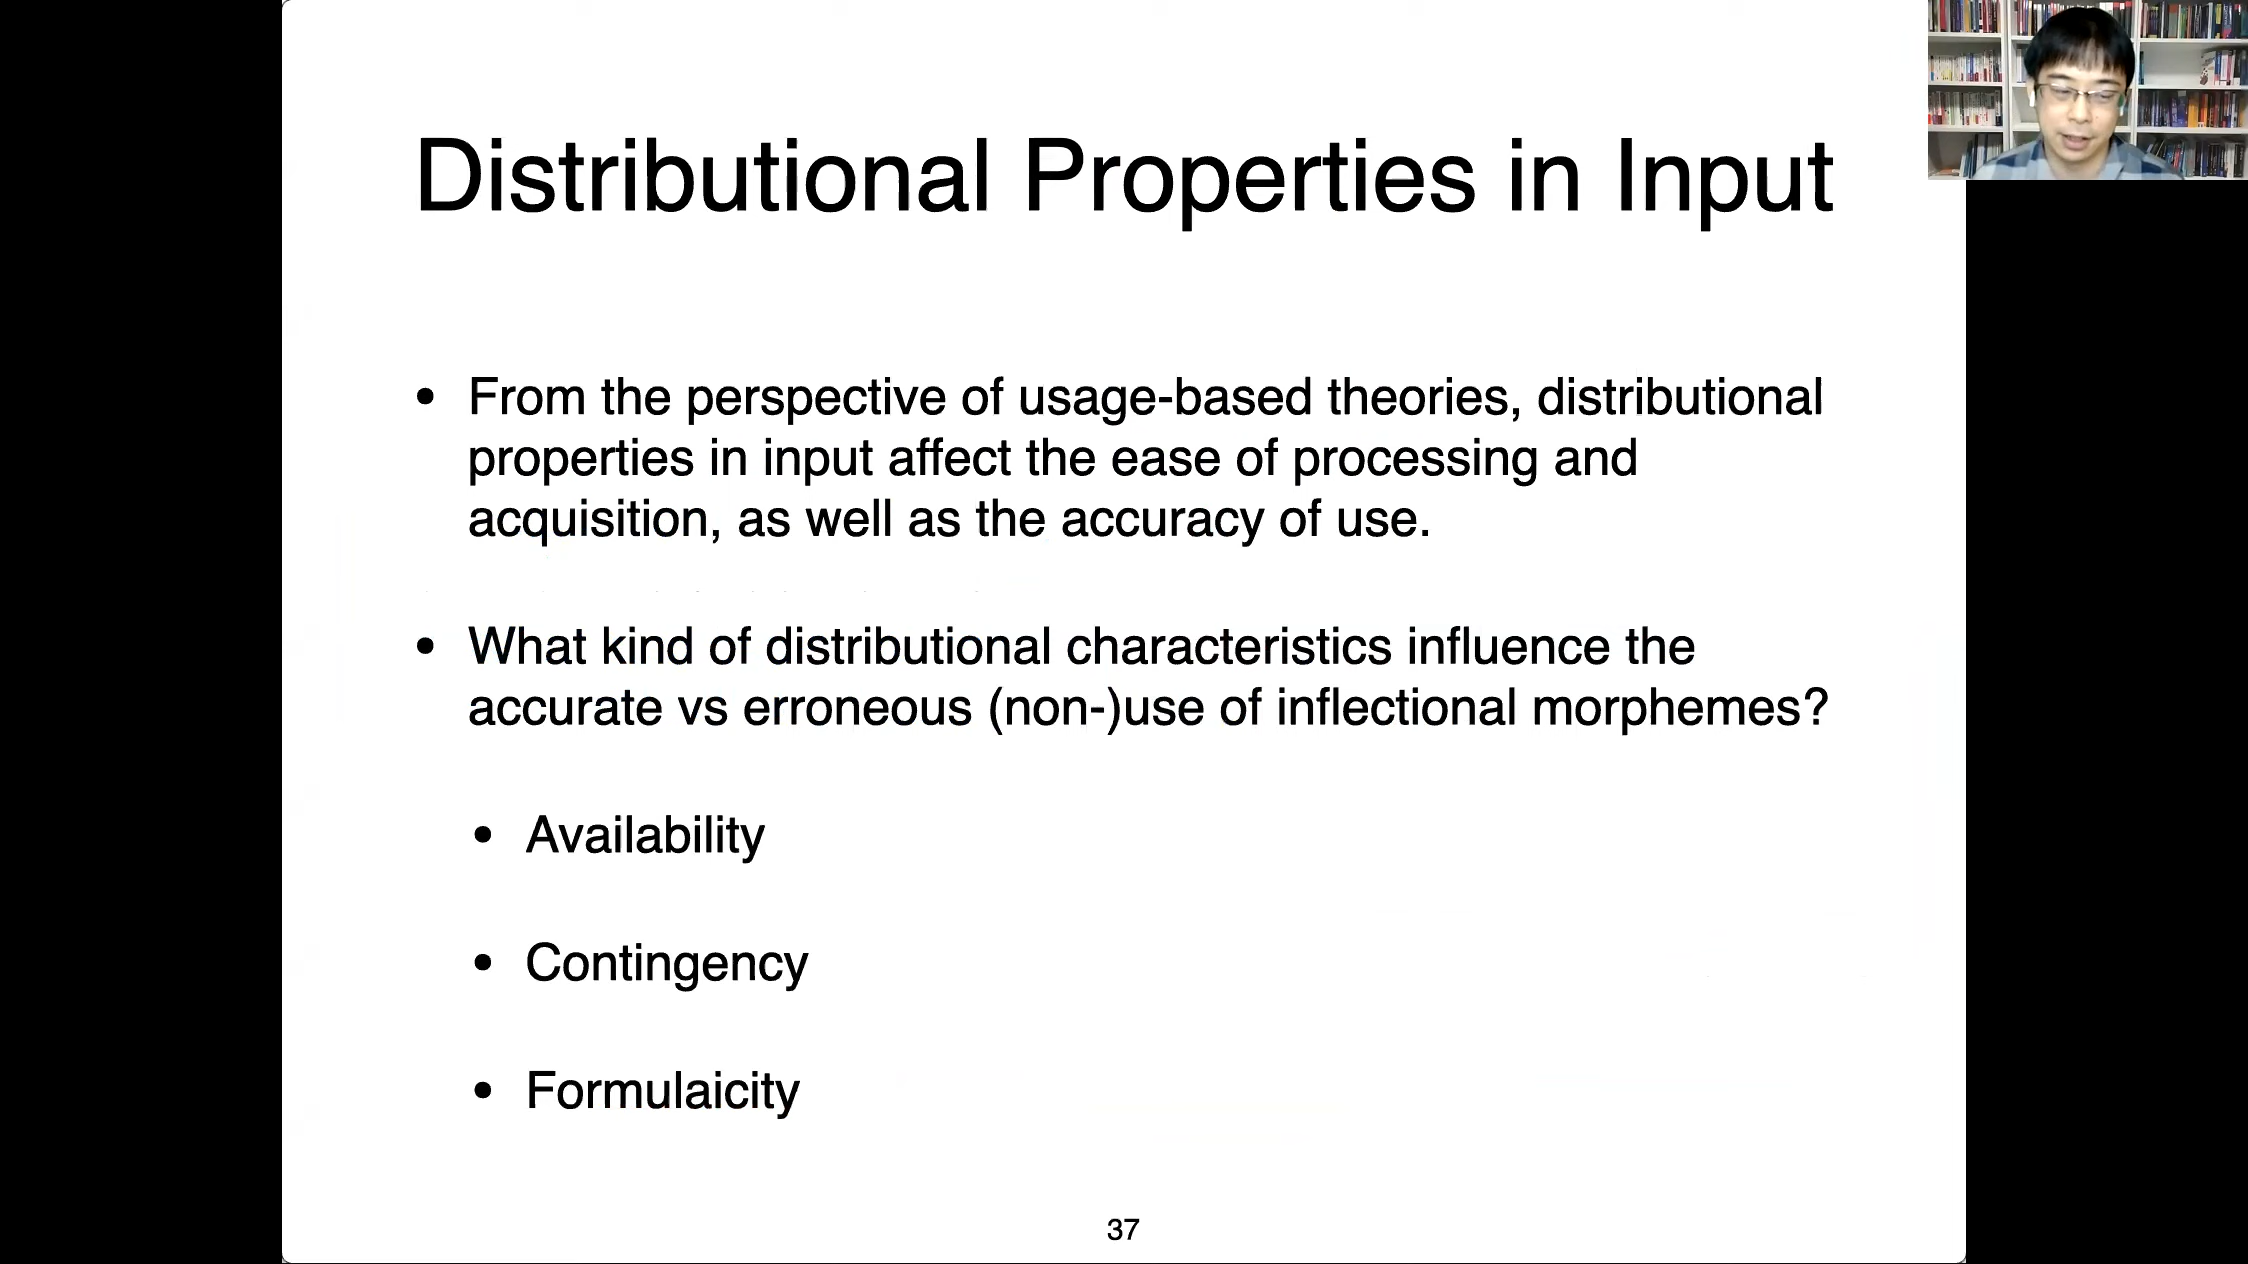 Distributional Properties in Input
• From the perspective of usage-based theories, distributional
properties in input affect the ease of processing and
acquisition, as well as the accuracy of use.
• What kind of distributional characteristics influence the
accurate vs erroneous (non-)use of inflectional morphemes?
• Availability
• Contingency
• Formulaicity
37